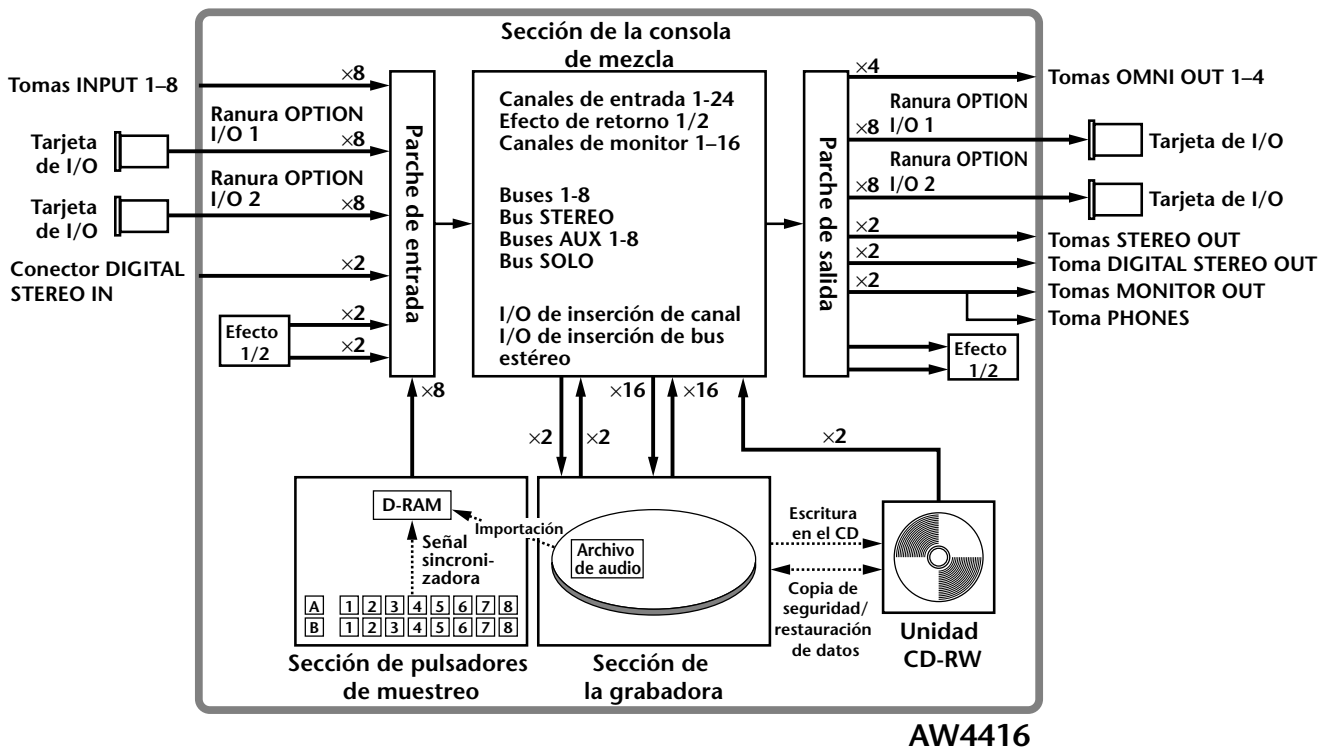 Sección de la consola
de mezcla
Tomas INPUT 1–8
×8
Ranura OPTION
I/O 1
Tarjeta
de I/O
×8
Ranura OPTION
I/O 2
Tarjeta
de I/O
×8
Conector DIGITAL
STEREO IN
×2
Efecto
1/2
×2
×2
Parche de entrada
Canales de entrada 1-24
Efecto de retorno 1/2
Canales de monitor 1–16
Buses 1-8
Bus STEREO
Buses AUX 1-8
Bus SOLO
I/O de inserción de canal
I/O de inserción de bus
estéreo
Parche de salida
×4
Tomas OMNI OUT 1–4
Ranura OPTION
I/O 1
×8
Tarjeta de I/O
Ranura OPTION
I/O 2
×8
Tarjeta de I/O
×2
Tomas STEREO OUT
×2
Toma DIGITAL STEREO OUT
×2
Tomas MONITOR OUT
Toma PHONES
Efecto
1/2
×8
×2
×2
×16
×16
×2
D-RAM
Importación
Señal
sincroni-
zadora
A 1 2 3 4 5 6 7 8
B 1 2 3 4 5 6 7 8
Sección de pulsadores
de muestreo
Archivo
de audio
Sección de
la grabadora
Escritura
en el CD
Copia de
seguridad/
restauración
de datos
Unidad
CD-RW
AW4416